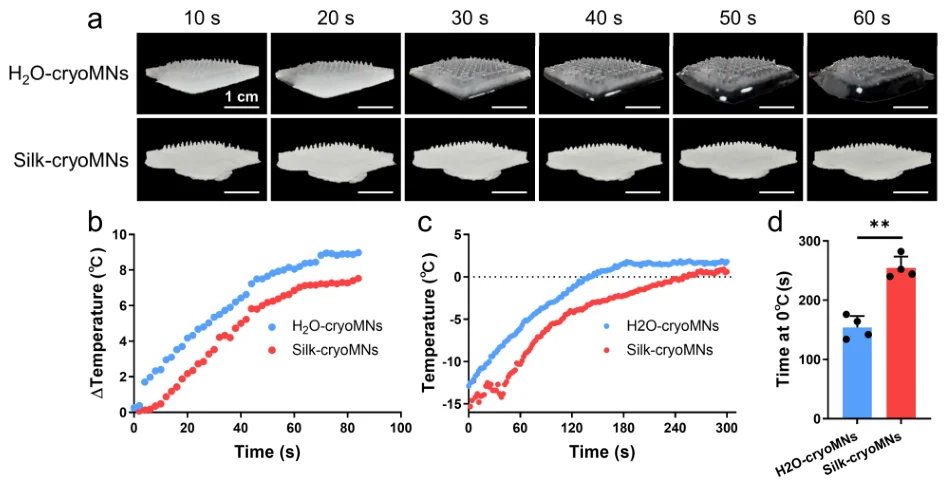 a
10 s 20 s 30 s 40 s 50 s 60 s
H₂O-cryoMNs
1 cm
Silk-cryoMNs
b
10
8
6
4
2
0
ΔTemperature (℃)
0 20 40 60 80 100
Time (s)
H₂O-cryoMNs
Silk-cryoMNs
c
5
0
-5
-10
-15
Temperature (℃)
0 60 120 180 240 300
Time (s)
H2O-cryoMNs
Silk-cryoMNs
d
**
300
200
100
0
Time at 0℃ (s)
H2O-cryoMNs
Silk-cryoMNs